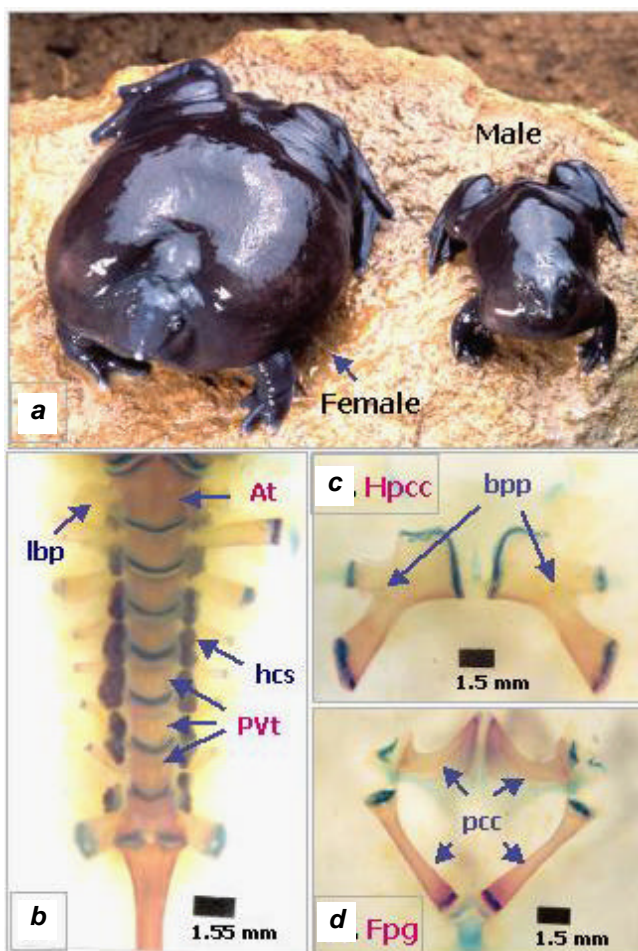 Male
Female
a
At
lbp
hcs
PVt
b
1.55 mm
c . Hpcc
bpp
1.5 mm
pcc
d . Fpg
1.5 mm